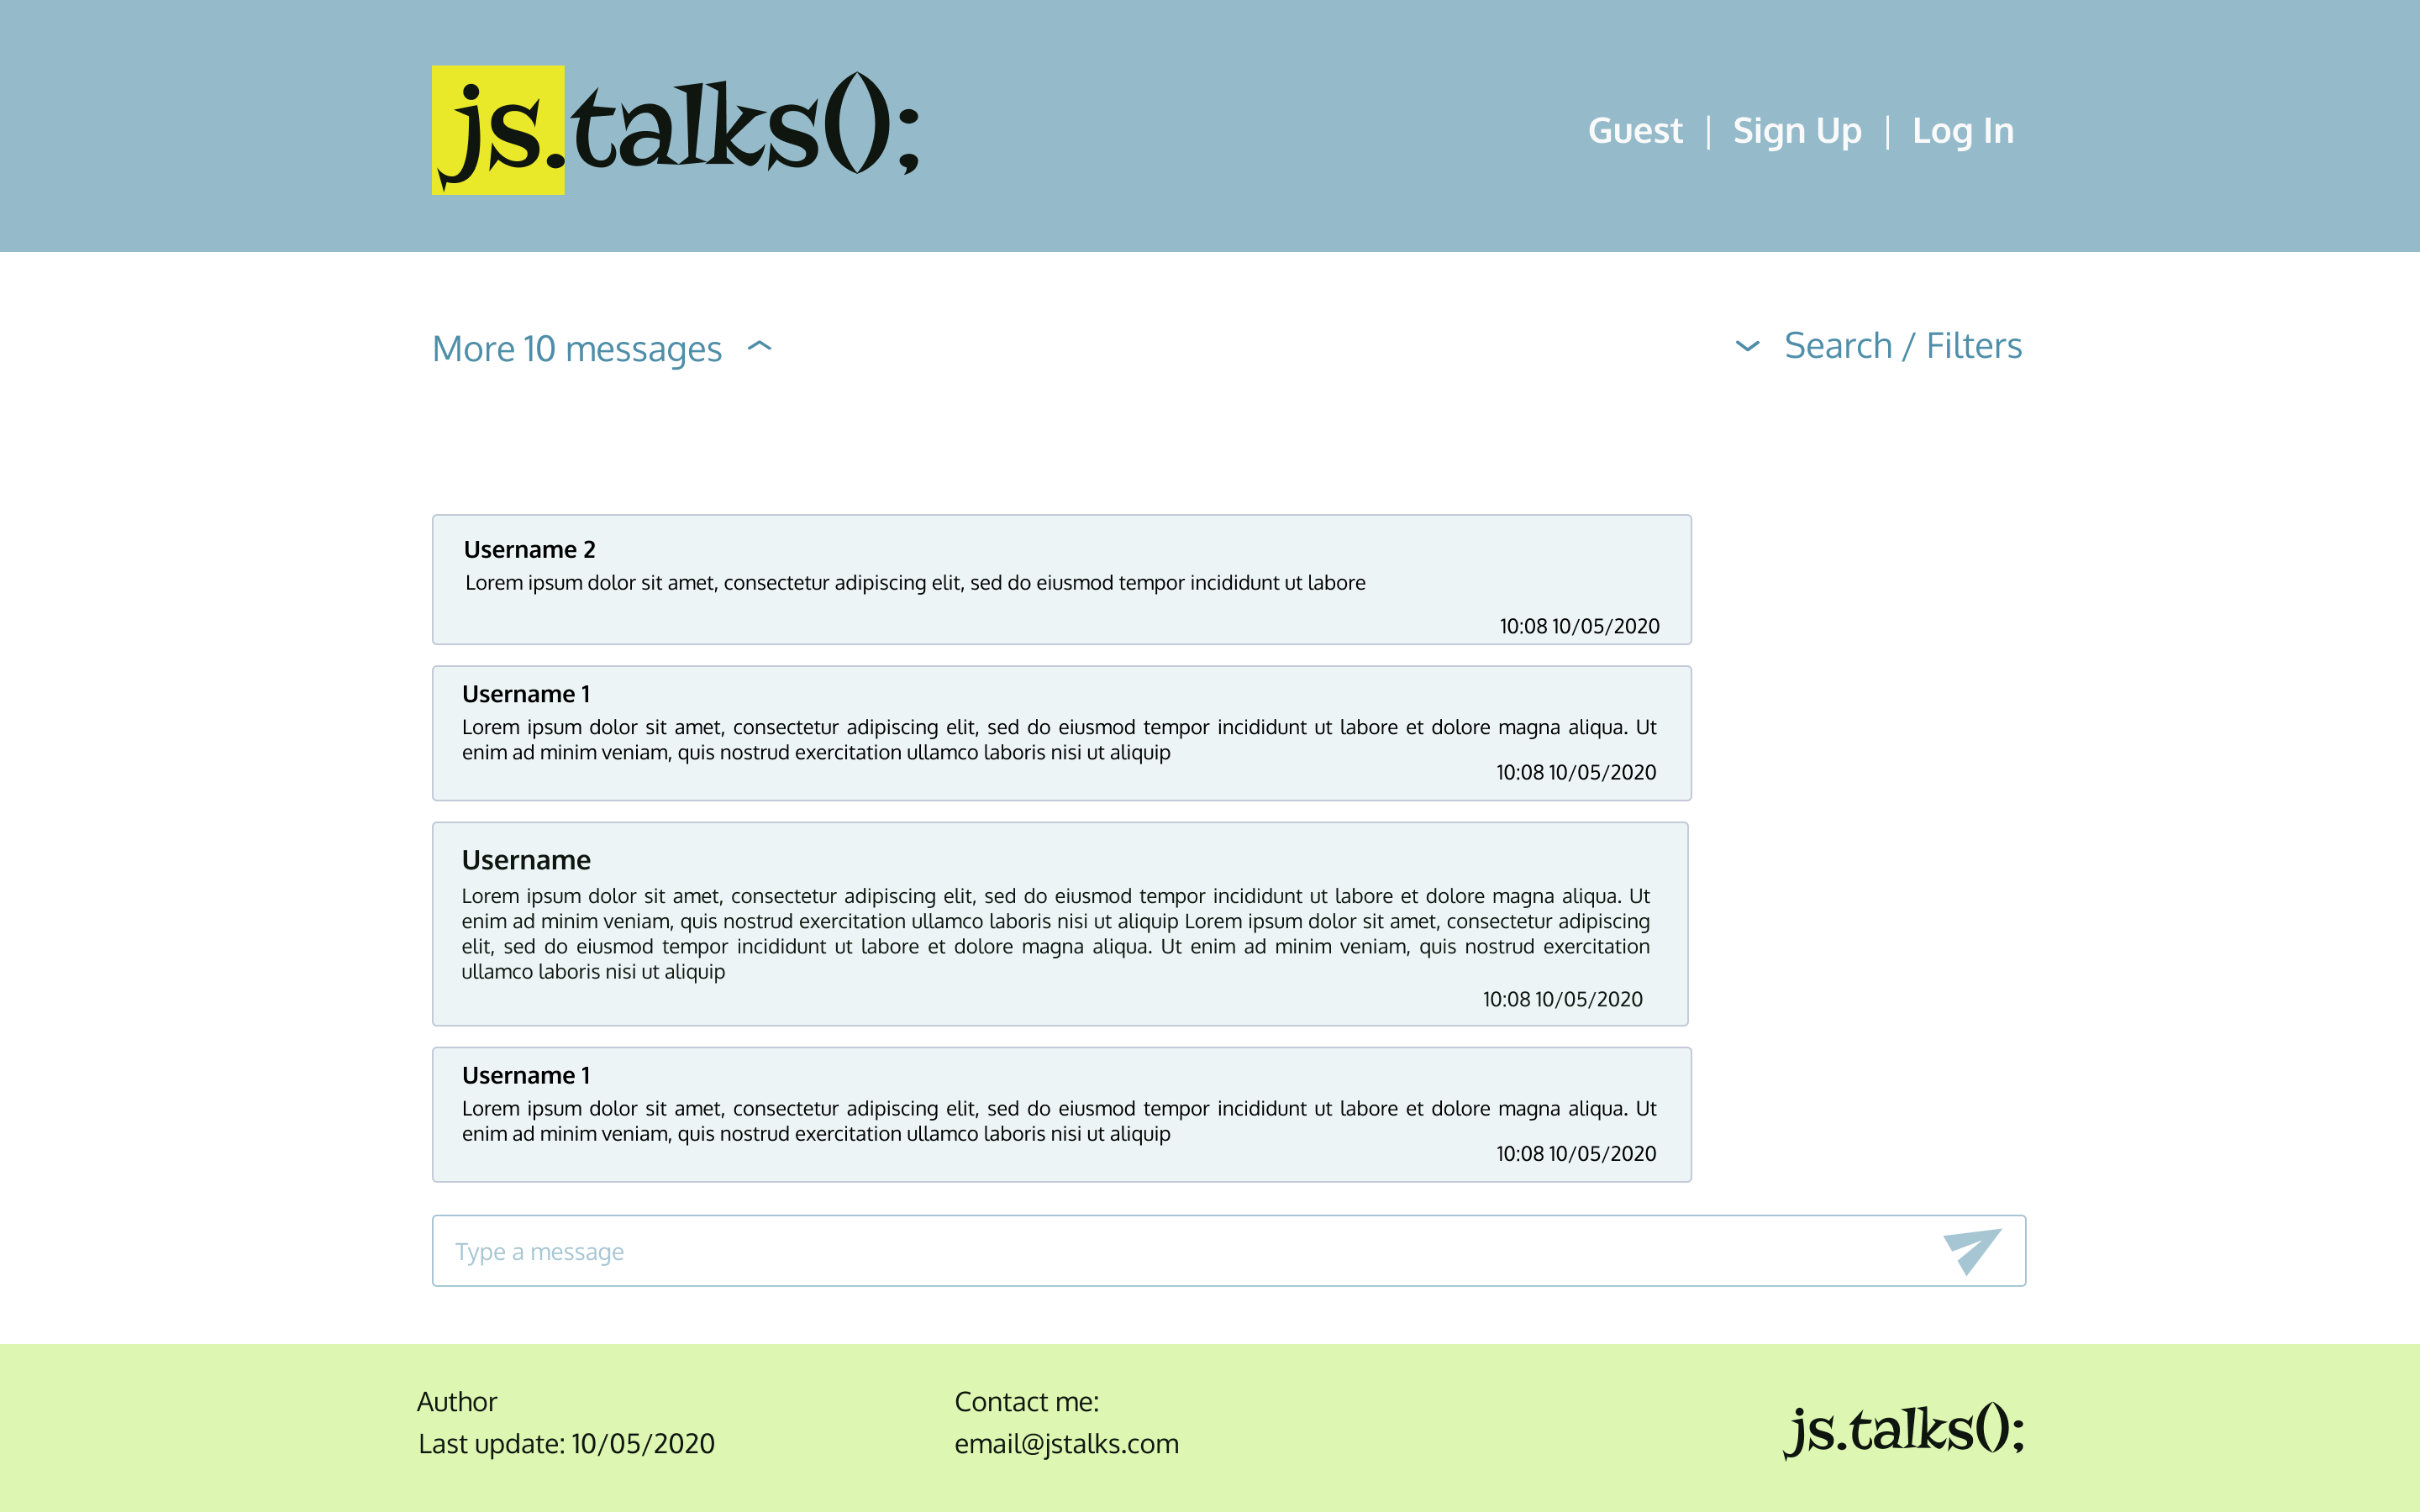 js.talks();
Guest | Sign Up | Log In
More 10 messages
Search / Filters
Username 2
Lorem ipsum dolor sit amet, consectetur adipiscing elit, sed do eiusmod tempor incididunt ut labore
10:08 10/05/2020
Username 1
Lorem ipsum dolor sit amet, consectetur adipiscing elit, sed do eiusmod tempor incididunt ut labore et dolore magna aliqua. Ut
enim ad minim veniam, quis nostrud exercitation ullamco laboris nisi ut aliquip
10:08 10/05/2020
Username
Lorem ipsum dolor sit amet, consectetur adipiscing elit, sed do eiusmod tempor incididunt ut labore et dolore magna aliqua. Ut
enim ad minim veniam, quis nostrud exercitation ullamco laboris nisi ut aliquip Lorem ipsum dolor sit amet, consectetur adipiscing
elit, sed do eiusmod tempor incididunt ut labore et dolore magna aliqua. Ut enim ad minim veniam, quis nostrud exercitation
ullamco laboris nisi ut aliquip
10:08 10/05/2020
Username 1
Lorem ipsum dolor sit amet, consectetur adipiscing elit, sed do eiusmod tempor incididunt ut labore et dolore magna aliqua. Ut
enim ad minim veniam, quis nostrud exercitation ullamco laboris nisi ut aliquip
10:08 10/05/2020
Type a message
Author
Last update: 10/05/2020
Contact me:
email@jstalks.com
js.talks();